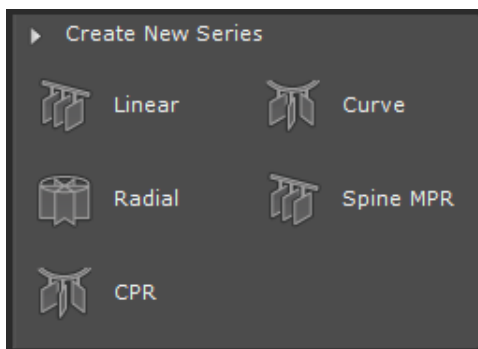 Create New Series
Linear
Curve
Radial
Spine MPR
CPR